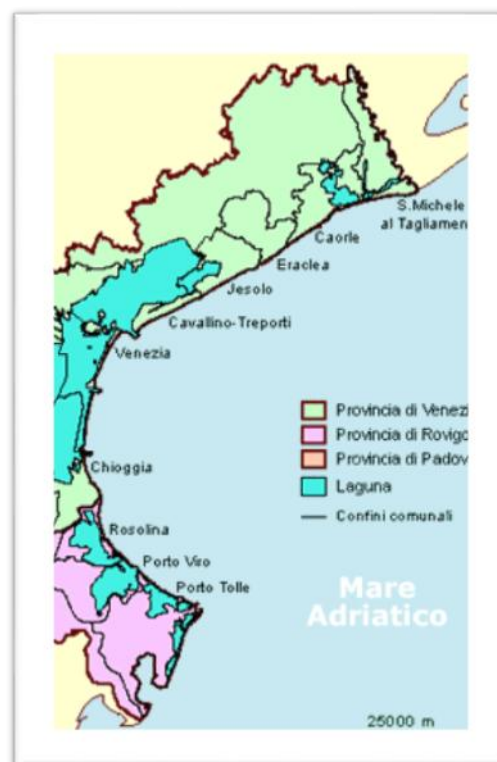 S.Michele
al Tagliamen
Caorle
Eraclea
Jesolo
Cavallino-Treporti
Venezia
Chioggia
Rosolina
Porto Viro
Porto Tolle
Provincia di Venezi
Provincia di Rovigo
Provincia di Padov
Laguna
Confini comunali
Mare
Adriatico
25000 m